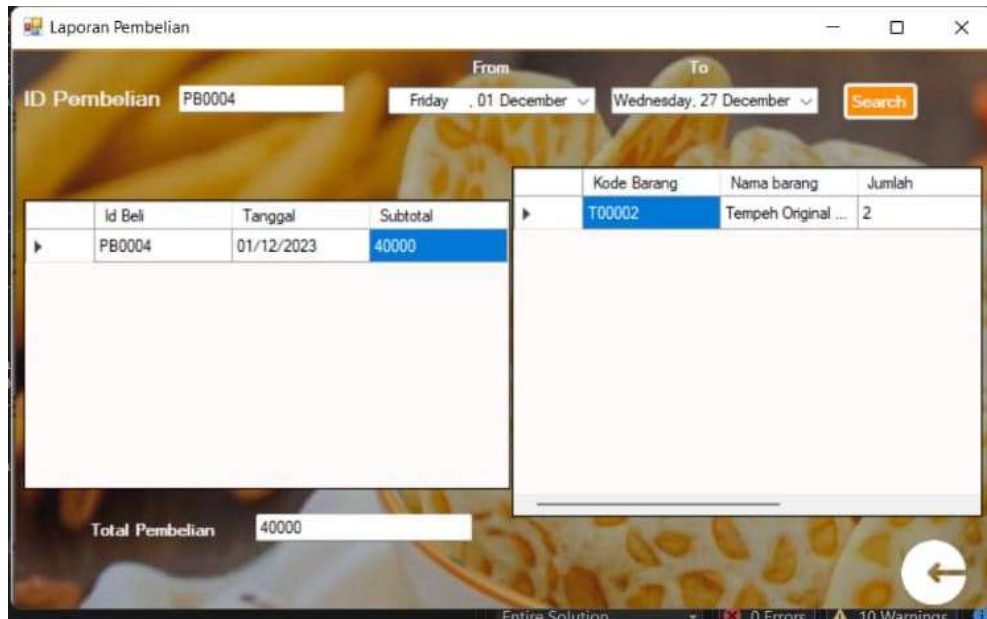 Laporan Pembelian
From To
ID Pembelian PB0004 Friday , 01 December Wednesday, 27 December Search
Kode Barang Nama barang Jumlah
T00002 Tempeh Original ... 2
Id Beli Tanggal Subtotal
PB0004 01/12/2023 40000
Total Pembelian 40000
Entire Solution 0 Errors 10 Warnings